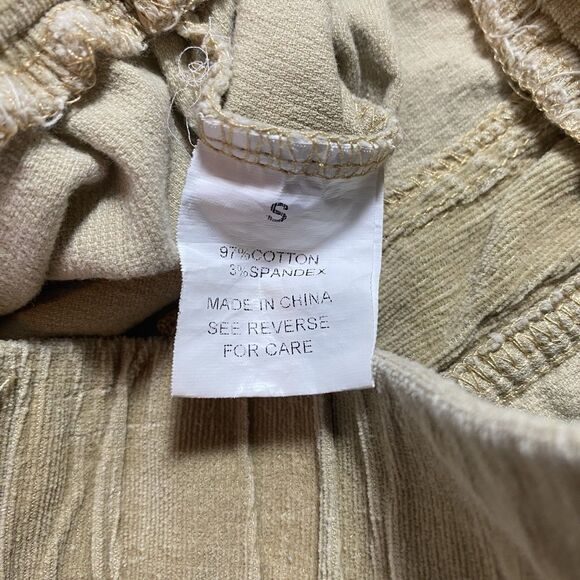 S
97%COTTON
3%SPANDEX
MADE IN CHINA
SEE REVERSE
FOR CARE